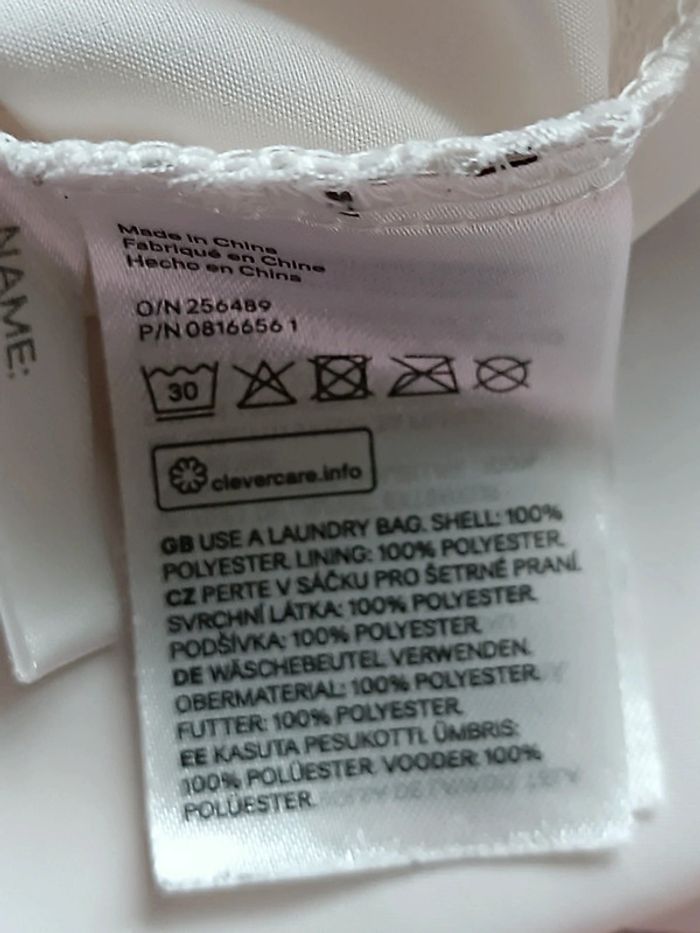 NAME:
Made in China
Fabriqué en Chine
Hecho en China
O/N 256489
P/N 0816656 1
30
clevercare.info
GB USE A LAUNDRY BAG. SHELL: 100%
POLYESTER. LINING: 100% POLYESTER.
CZ PERTE V SÁČKU PRO ŠETRNÉ PRANÍ.
SVRCHNÍ LÁTKA: 100% POLYESTER.
PODŠÍVKA: 100% POLYESTER.
DE WÄSCHEBEUTEL VERWENDEN.
OBERMATERIAL: 100% POLYESTER.
FUTTER: 100% POLYESTER.
EE KASUTA PESUKOTTI. ÜMBRIS:
100% POLÜESTER. VOODER: 100%
POLÜESTER.